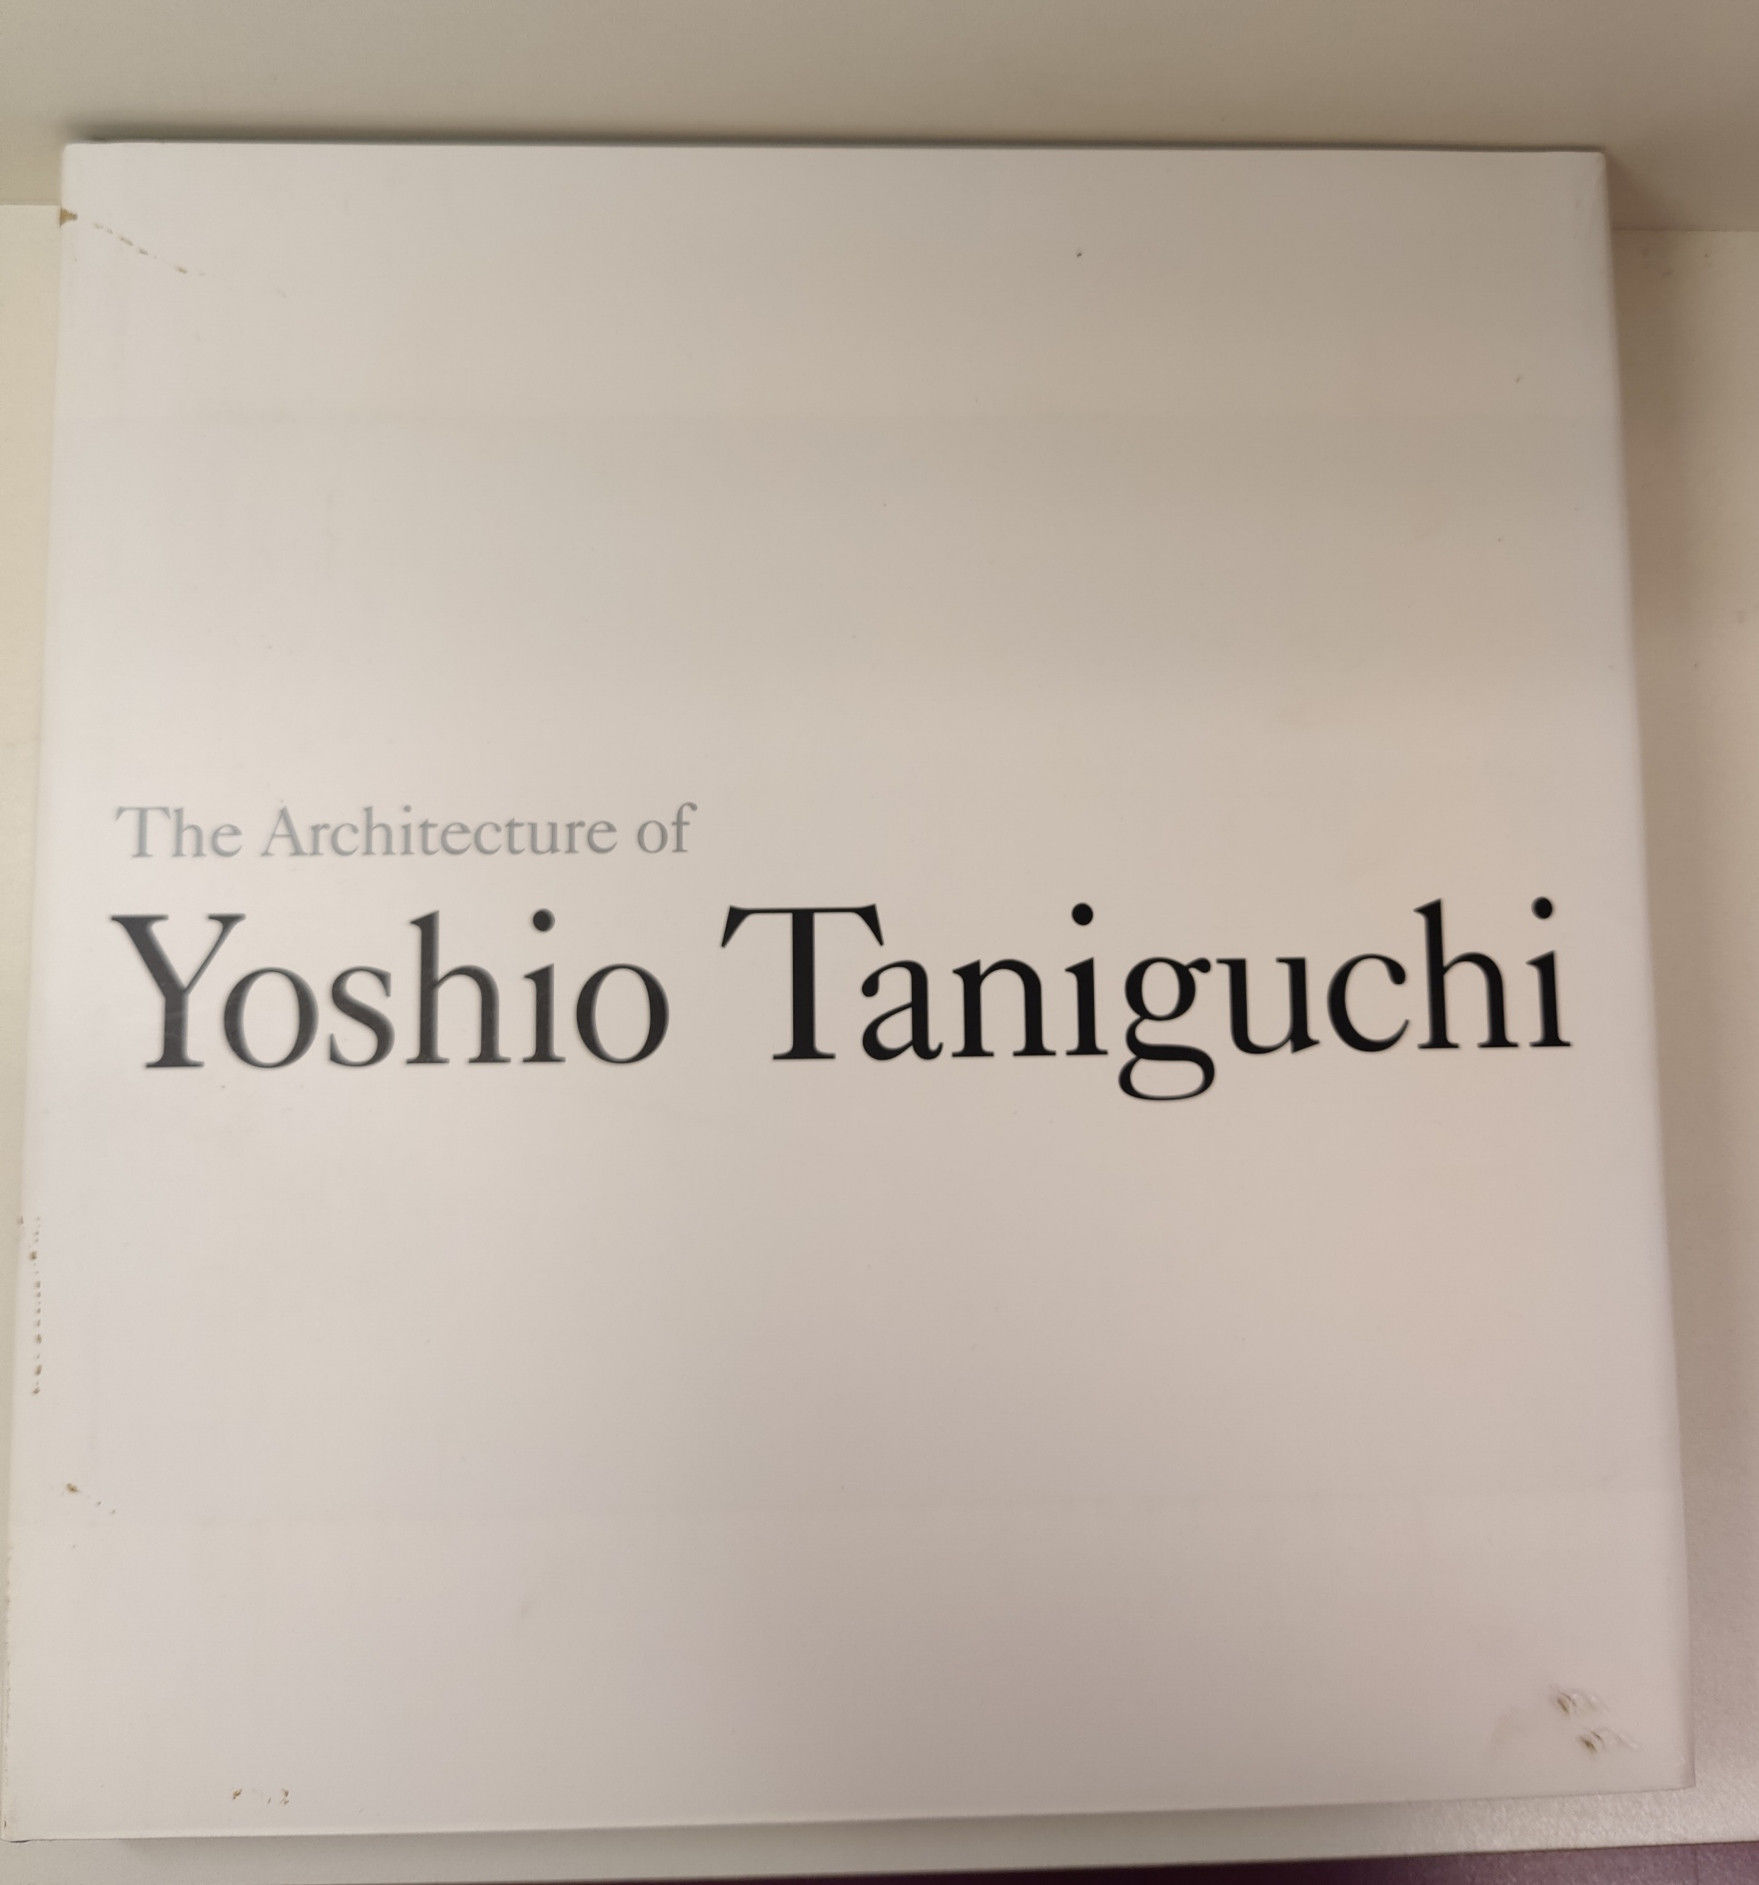 The Architecture of
Yoshio Taniguchi